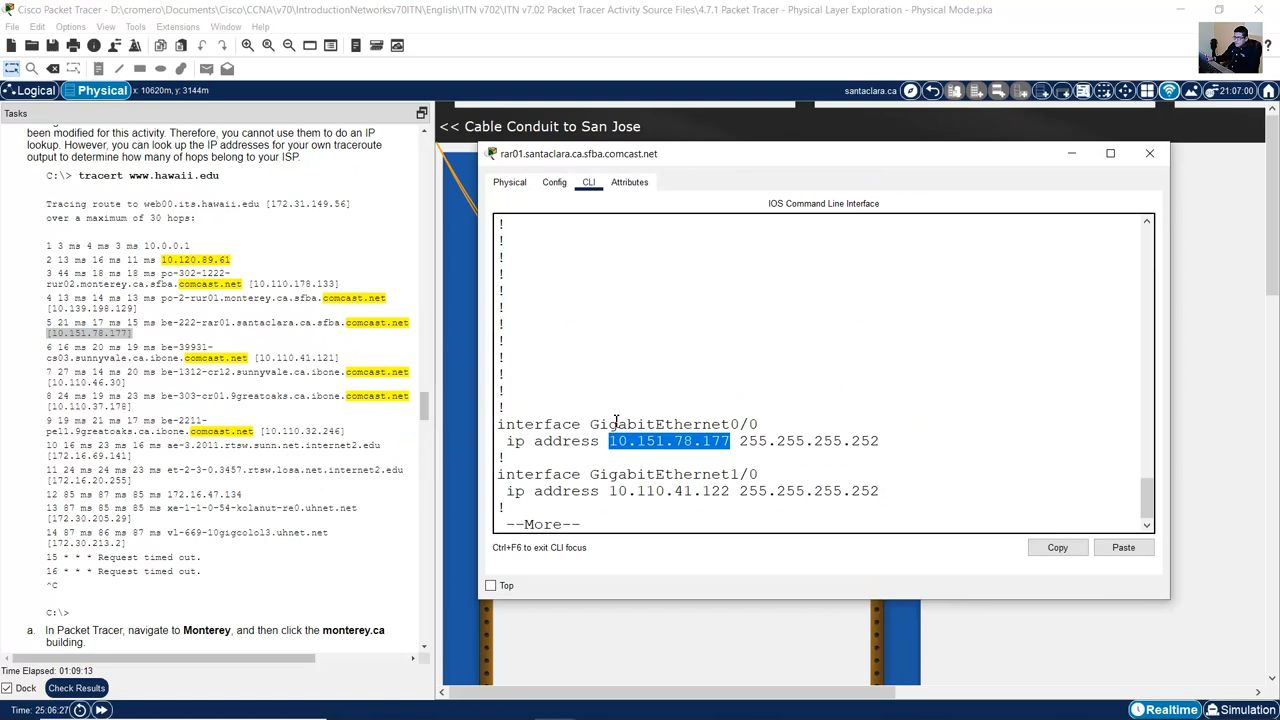 Cisco Packet Tracer - D:\cromero\Documents\Cisco\CCNA\v70\IntroductionNetworksv70ITN\English\ITN v702\ITN v7.02 Packet Tracer Activity Source Files\4.7.1 Packet Tracer - Physical Layer Exploration - Physical Mode.pka
File Edit Options View Tools Extensions Window Help
Logical Physical x: 10620m, y: 3144m santaclara.ca 21:07:00
Tasks
been modified for this activity. Therefore, you cannot use them to do an IP
lookup. However, you can look up the IP addresses for your own traceroute
output to determine how many of hops belong to your ISP.
C:\> tracert www.hawaii.edu
Tracing route to web00.its.hawaii.edu [172.31.149.56]
over a maximum of 30 hops:
1 3 ms 4 ms 3 ms 10.0.0.1
2 13 ms 16 ms 11 ms 10.120.89.61
3 44 ms 18 ms 18 ms po-302-1222-
rur02.monterey.ca.sfba.comcast.net [10.110.178.133]
4 13 ms 14 ms 13 ms po-2-rur01.monterey.ca.sfba.comcast.net
[10.139.198.129]
5 21 ms 17 ms 15 ms be-222-rar01.santaclara.ca.sfba.comcast.net
[10.151.78.177]
6 16 ms 20 ms 19 ms be-39931-
cs03.sunnyvale.ca.ibone.comcast.net [10.110.41.121]
7 27 ms 14 ms 20 ms be-1312-cr12.sunnyvale.ca.ibone.comcast.net
[10.110.46.30]
8 24 ms 19 ms 23 ms be-303-cr01.9greatoaks.ca.ibone.comcast.net
[10.110.37.178]
9 19 ms 21 ms 17 ms be-2211-
pe11.9greatoaks.ca.ibone.comcast.net [10.110.32.246]
10 16 ms 23 ms 16 ms ae-3.2011.rtsw.sunn.net.internet2.edu
[172.16.69.141]
11 24 ms 24 ms 23 ms et-2-3-0.3457.rtsw.losa.net.internet2.edu
[172.16.20.255]
12 85 ms 87 ms 85 ms 172.16.47.134
13 87 ms 86 ms 85 ms xe-1-1-0-54-kolanut-re0.uhnet.net
[172.30.205.29]
14 87 ms 86 ms 87 ms vl-669-10gigcolol3.uhnet.net
[172.30.213.2]
15 * * * Request timed out.
16 * * * Request timed out.
^C
C:\>
a. In Packet Tracer, navigate to Monterey, and then click the monterey.ca
building.
Time Elapsed: 01:09:13
Dock Check Results
Time: 25:06:27
Realtime Simulation
<< Cable Conduit to San Jose
rar01.santaclara.ca.sfba.comcast.net
Physical Config CLI Attributes
IOS Command Line Interface
!
!
!
!
!
!
!
!
!
!
!
!
interface GigabitEthernet0/0
ip address 10.151.78.177 255.255.255.252
!
interface GigabitEthernet1/0
ip address 10.110.41.122 255.255.255.252
!
--More--
Ctrl+F6 to exit CLI focus
Copy Paste
Top